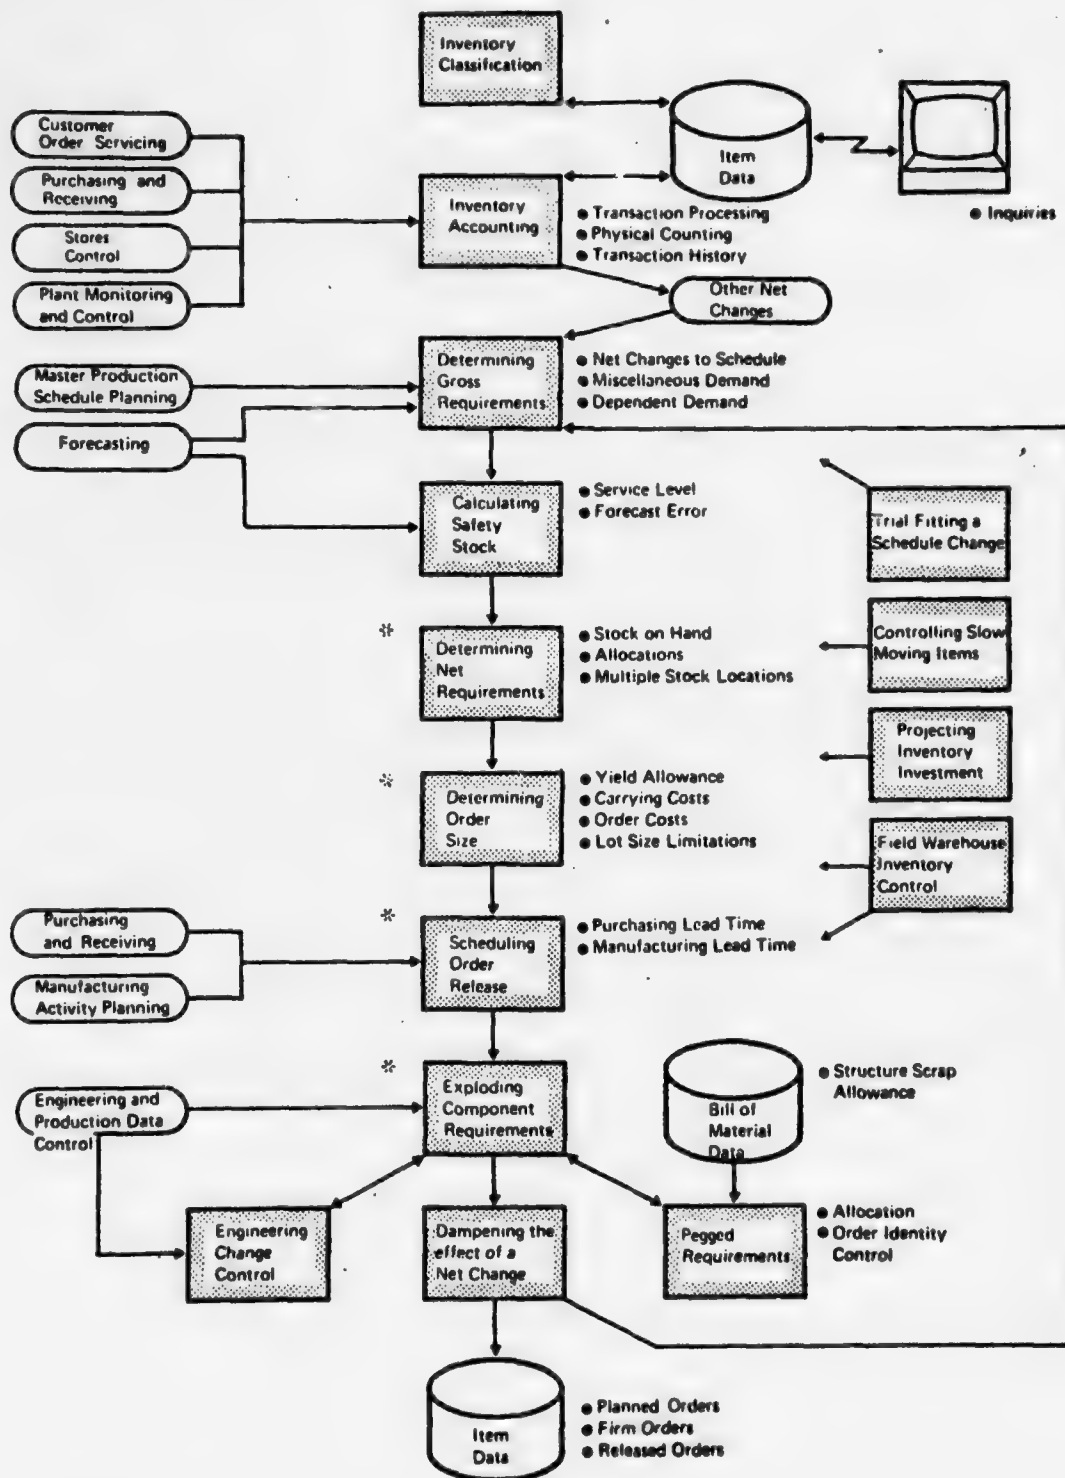 Inventory
Classification
Item
Data
● Inquiries
Customer
Order Servicing
Purchasing and
Receiving
Stores
Control
Plant Monitoring
and Control
Inventory
Accounting
● Transaction Processing
● Physical Counting
● Transaction History
Other Net
Changes
Master Production
Schedule Planning
Forecasting
Determining
Gross
Requirements
● Net Changes to Schedule
● Miscellaneous Demand
● Dependent Demand
Calculating
Safety
Stock
● Service Level
● Forecast Error
Trial Fitting a
Schedule Change
*
Determining
Net
Requirements
● Stock on Hand
● Allocations
● Multiple Stock Locations
Controlling Slow
Moving Items
Projecting
Inventory
Investment
*
Determining
Order
Size
● Yield Allowance
● Carrying Costs
● Order Costs
● Lot Size Limitations
Field Warehouse
Inventory
Control
Purchasing
and Receiving
Manufacturing
Activity Planning
*
Scheduling
Order
Release
● Purchasing Lead Time
● Manufacturing Lead Time
Engineering and
Production Data
Control
*
Exploding
Component
Requirements
Bill of
Material
Data
● Structure Scrap
Allowance
Engineering
Change
Control
Dampening the
effect of a
Net Change
Pegged
Requirements
● Allocation
● Order Identity
Control
Item
Data
● Planned Orders
● Firm Orders
● Released Orders